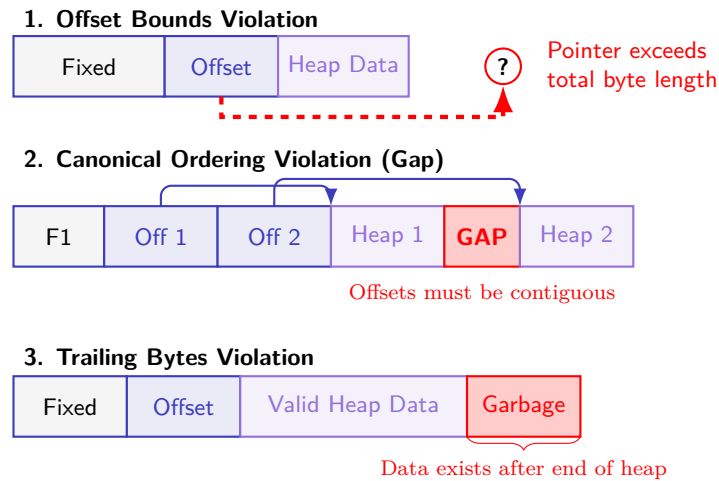 1. Offset Bounds Violation
Fixed
Offset
Heap Data
?
Pointer exceeds
total byte length
2. Canonical Ordering Violation (Gap)
F1
Off 1
Off 2
Heap 1
GAP
Heap 2
Offsets must be contiguous
3. Trailing Bytes Violation
Fixed
Offset
Valid Heap Data
Garbage
Data exists after end of heap